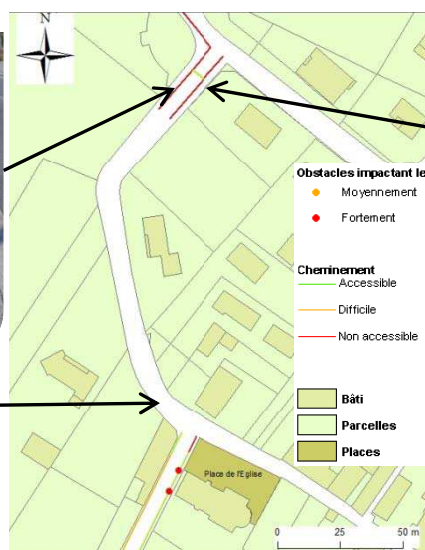 N
Obstacles impactant le
Moyennement
Fortement
Cheminement
Accessible
Difficile
Non accessible
Bâti
Parcelles
Places
Place de l'Eglise
0 25 50 m